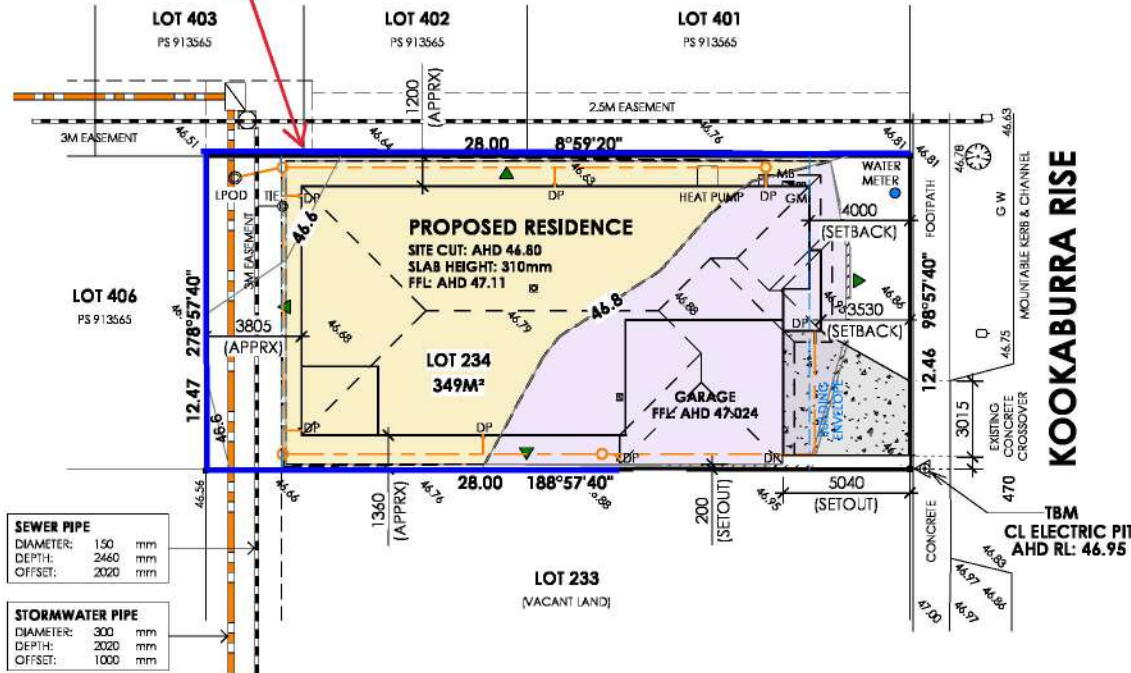 LOT 403
PS 913565
LOT 402
PS 913565
LOT 401
PS 913565
1200
(APPRX)
2.5M EASEMENT
3M EASEMENT
46.51
46.64
28.00
8°59'20"
46.76
46.81
46.81
46.78
46.63
LPOD
TIE
DP
46.63
DP
HEAT PUMP
DP
MB
GM
WATER
METER
FOOTPATH
G W
MOUNTABLE KERB & CHANNEL
KOOKABURRA RISE
4000
(SETBACK)
46.6
3M EASEMENT
PROPOSED RESIDENCE
SITE CUT: AHD 46.80
SLAB HEIGHT: 310mm
FFL: AHD 47.11
LOT 406
PS 913565
278°57'40"
98°57'40"
46.8
46.86
3805
(APPRX)
46.68
46.79
46.88
3530
(SETBACK)
DP
46.75
LOT 234
349M²
12.47
12.46
46.6
GARAGE
FFL: AHD 47.024
ENVELOPE
3015
EXISTING
CONCRETE
CROSSOVER
DP
DP
DP
DP
46.56
46.66
1360
(APPRX)
46.76
28.00
188°57'40"
200
(SETOUT)
46.95
5040
(SETOUT)
470
CONCRETE
TBM
CL ELECTRIC PIT
AHD RL: 46.95
46.83
46.97
46.86
47.00
46.97
LOT 233
(VACANT LAND)
SEWER PIPE
DIAMETER: 150 mm
DEPTH: 2460 mm
OFFSET: 2020 mm
STORMWATER PIPE
DIAMETER: 300 mm
DEPTH: 2020 mm
OFFSET: 1000 mm